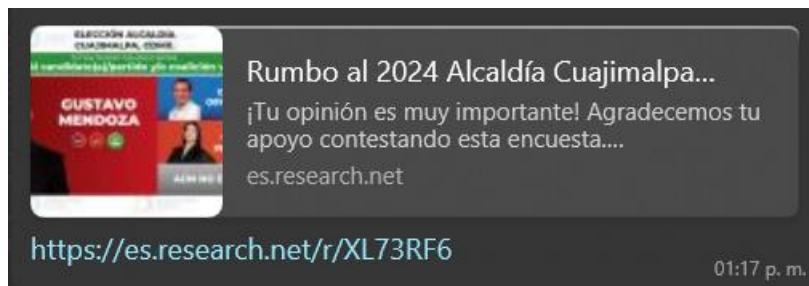 ELECCIÓN ALCALDÍA
CUAJIMALPA, CDMX.
GUSTAVO
MENDOZA
Rumbo al 2024 Alcaldía Cuajimalpa...
¡Tu opinión es muy importante! Agradecemos tu
apoyo contestando esta encuesta....
es.research.net
https://es.research.net/r/XL73RF6
01:17 p. m.